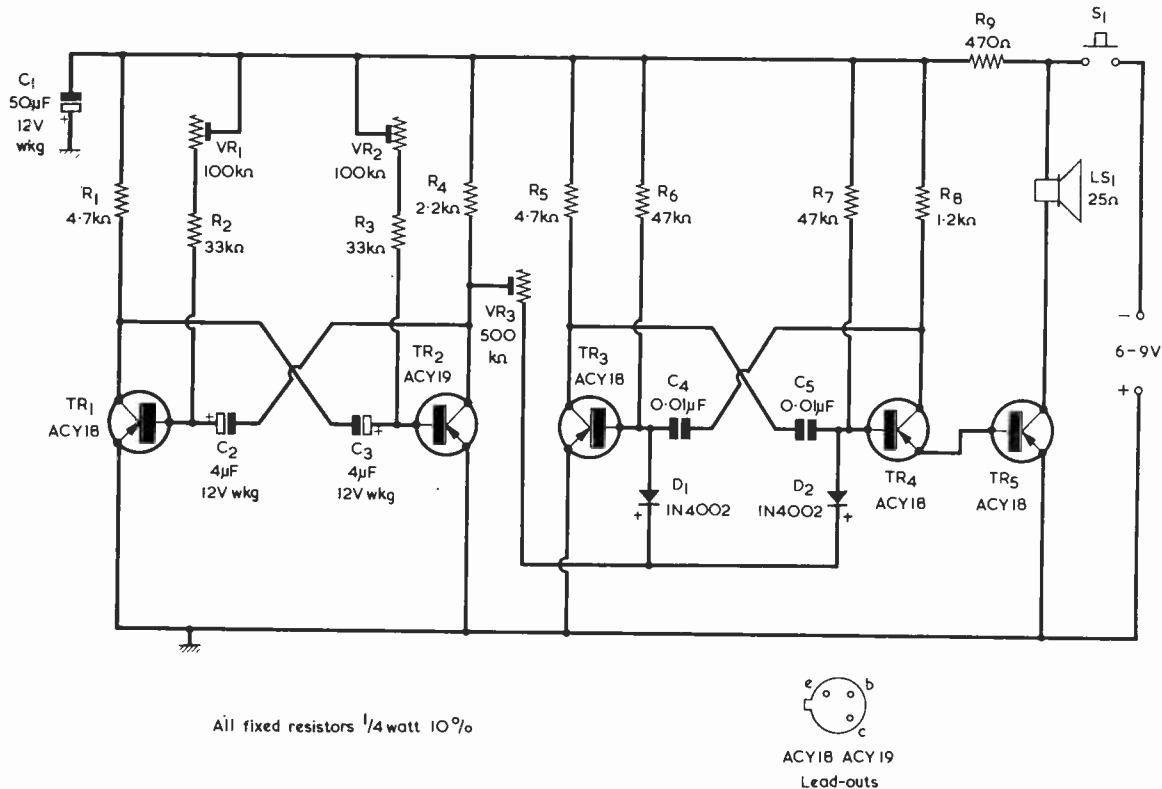 C1
50µF
12V
wkg
+
R1
4.7kΩ
VR1
100kΩ
R2
33kΩ
VR2
100kΩ
R3
33kΩ
R4
2.2kΩ
VR3
500
kΩ
R5
4.7kΩ
R6
47kΩ
R7
47kΩ
R8
1.2kΩ
R9
470Ω
S1
LS1
25Ω
−
6-9V
+
TR1
ACY18
+
C2
4µF
12V wkg
+
C3
4µF
12V wkg
TR2
ACY19
TR3
ACY18
C4
0.01µF
C5
0.01µF
D1
1N4002
+
D2
1N4002
+
TR4
ACY18
TR5
ACY18
All fixed resistors 1/4 watt 10%
e
b
c
ACY18 ACY19
Lead-outs